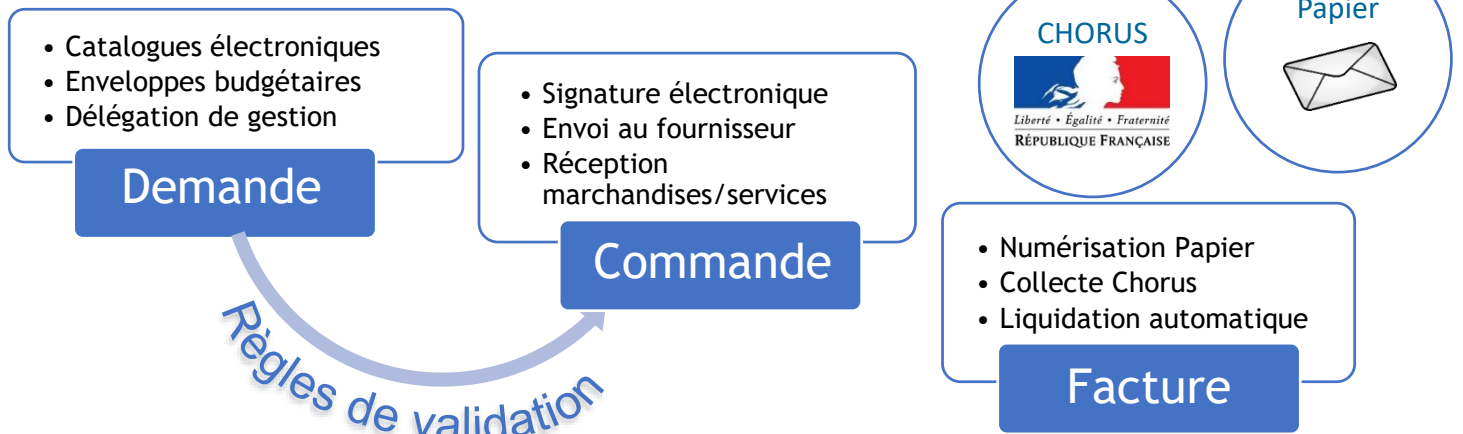 • Catalogues électroniques
• Enveloppes budgétaires
• Délégation de gestion
Demande
• Signature électronique
• Envoi au fournisseur
• Réception
marchandises/services
Commande
Règles de validation
CHORUS
Liberté • Égalité • Fraternité
RÉPUBLIQUE FRANÇAISE
Papier
• Numérisation Papier
• Collecte Chorus
• Liquidation automatique
Facture